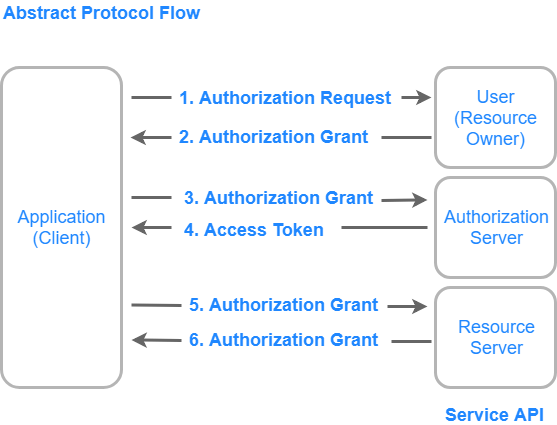 Abstract Protocol Flow
1. Authorization Request
User
(Resource
Owner)
2. Authorization Grant
Application
(Client)
3. Authorization Grant
4. Access Token
Authorization
Server
5. Authorization Grant
6. Authorization Grant
Resource
Server
Service API